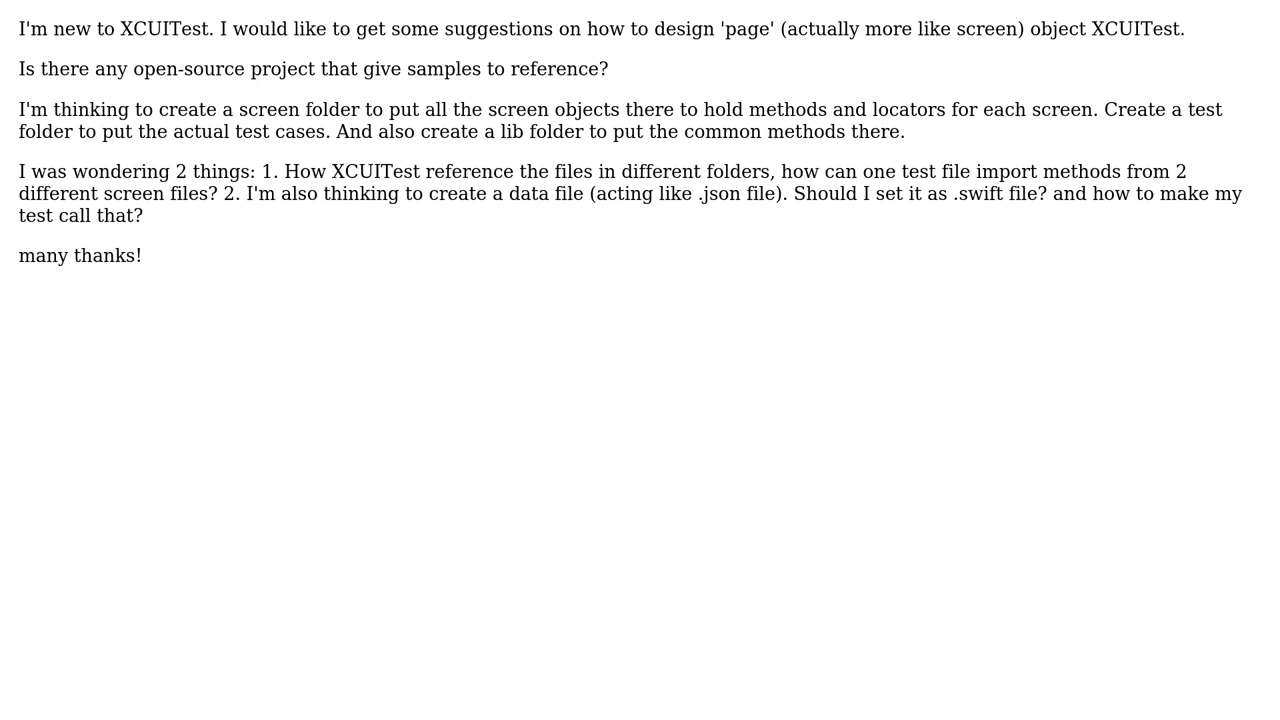 I'm new to XCUITest. I would like to get some suggestions on how to design 'page' (actually more like screen) object XCUITest.
Is there any open-source project that give samples to reference?
I'm thinking to create a screen folder to put all the screen objects there to hold methods and locators for each screen. Create a test
folder to put the actual test cases. And also create a lib folder to put the common methods there.
I was wondering 2 things: 1. How XCUITest reference the files in different folders, how can one test file import methods from 2
different screen files? 2. I'm also thinking to create a data file (acting like .json file). Should I set it as .swift file? and how to make my
test call that?
many thanks!